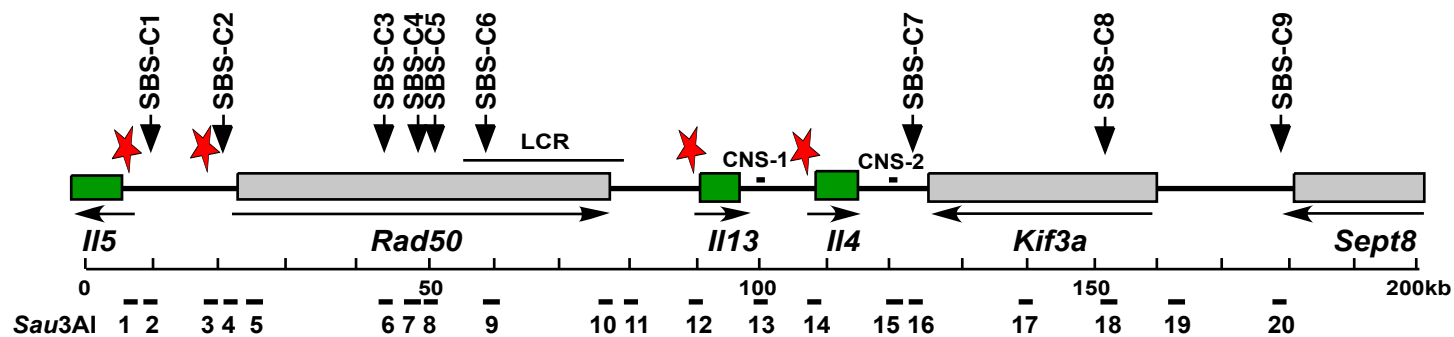 SBS-C1 SBS-C2 SBS-C3 SBS-C4 SBS-C5 SBS-C6 SBS-C7 SBS-C8 SBS-C9
LCR
CNS-1 CNS-2
Il5 Rad50 Il13 Il4 Kif3a Sept8
0 50 100 150 200kb
Sau3AI 1 2 3 4 5 6 7 8 9 10 11 12 13 14 15 16 17 18 19 20